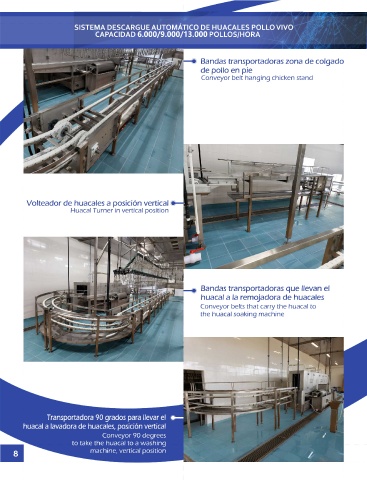 SISTEMA DESCARGUE AUTOMÁTICO DE HUACALES POLLO VIVO
CAPACIDAD 6.000/9.000/13.000 POLLOS/HORA
Bandas transportadoras zona de colgado
de pollo en pie
Conveyor belt hanging chicken stand
Volteador de huacales a posición vertical
Huacal Turner in vertical position
Bandas transportadoras que llevan el
huacal a la remojadora de huacales
Conveyor belts that carry the huacal to
the huacal soaking machine
Transportadora 90 grados para llevar el
huacal a lavadora de huacales, posición vertical
Conveyor 90 degrees
to take the huacal to a washing
machine, vertical position
8